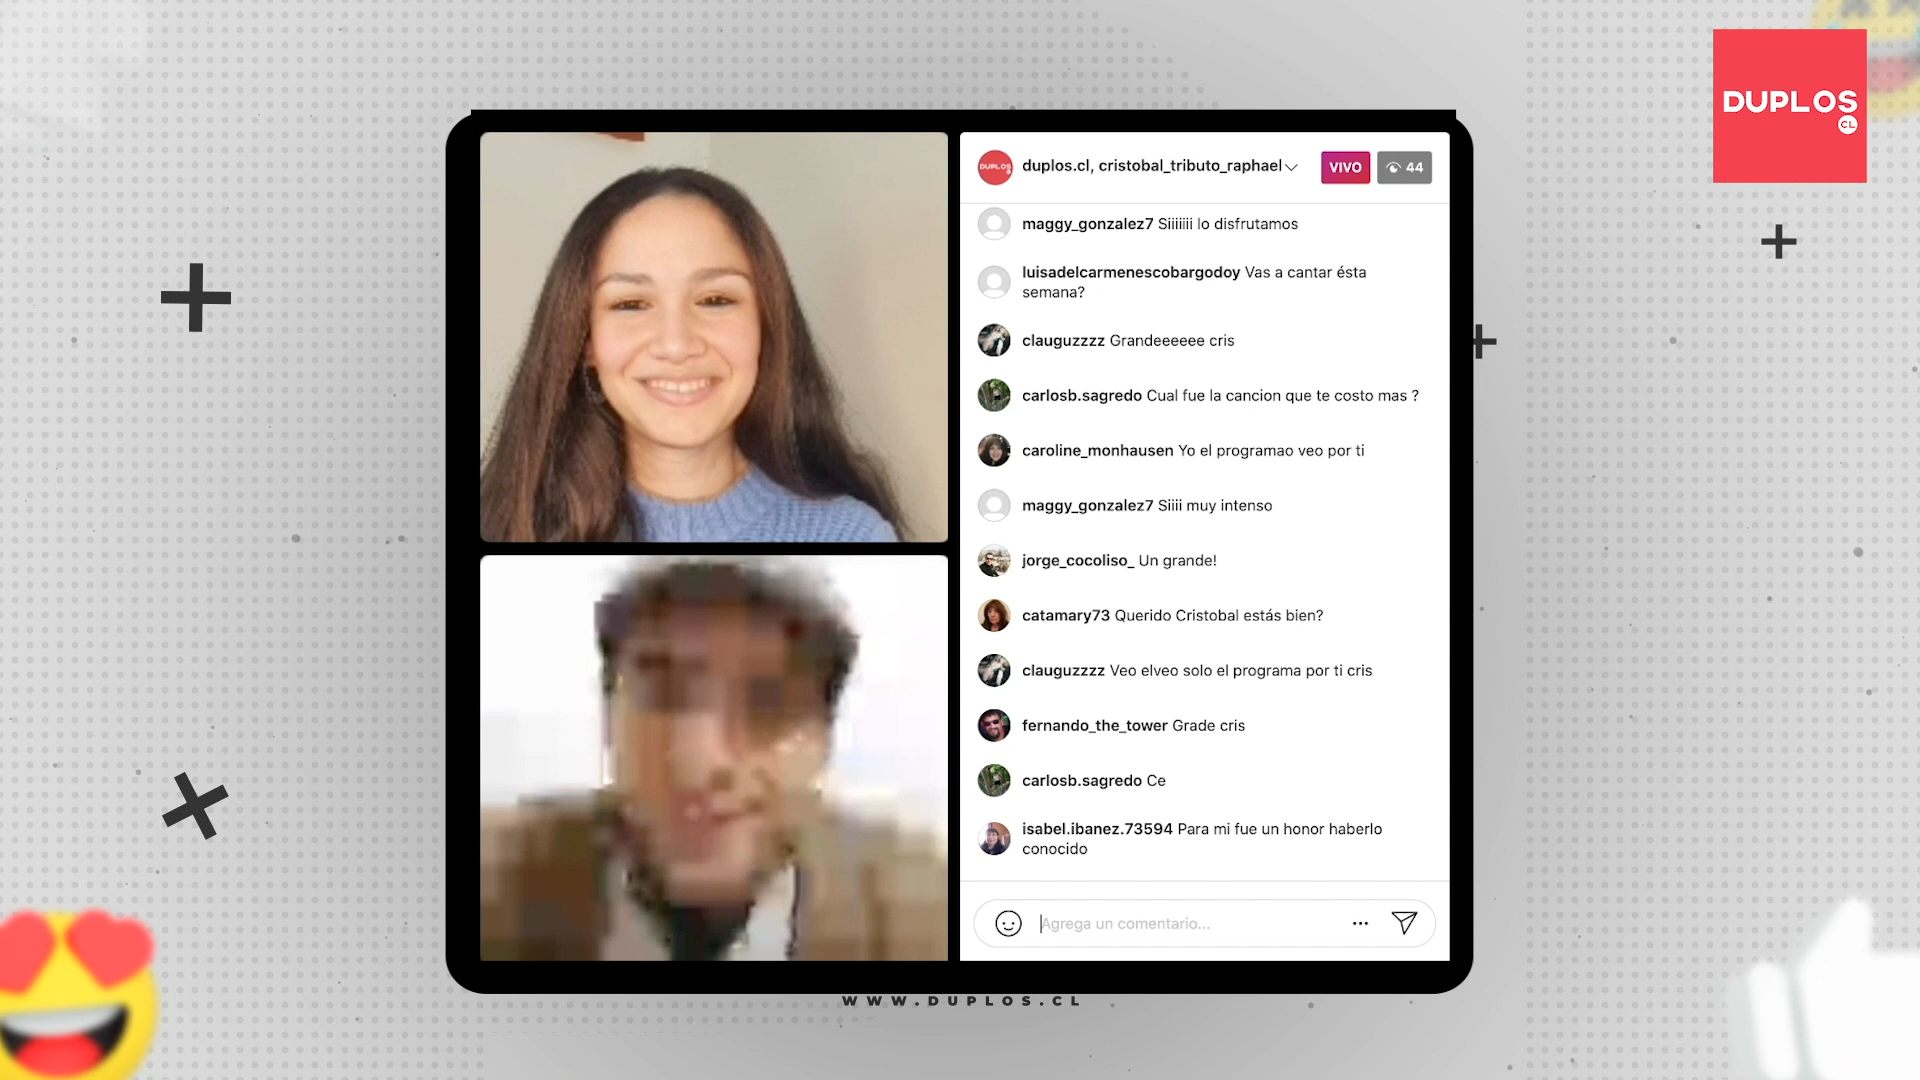 DUPLOS
CL
DUPLOS
duplos.cl, cristobal_tributo_raphael
VIVO
44
maggy_gonzalez7 Siiiiiii lo disfrutamos
luisadelcarmenescobargodoy Vas a cantar ésta
semana?
clauguzzzz Grandeeeeee cris
carlosb.sagredo Cual fue la cancion que te costo mas ?
caroline_monhausen Yo el programao veo por ti
maggy_gonzalez7 Siiii muy intenso
jorge_cocoliso_ Un grande!
catamary73 Querido Cristobal estás bien?
clauguzzzz Veo elveo solo el programa por ti cris
fernando_the_tower Grade cris
carlosb.sagredo Ce
isabel.ibanez.73594 Para mi fue un honor haberlo
conocido
Agrega un comentario...
WWW.DUPLOS.CL